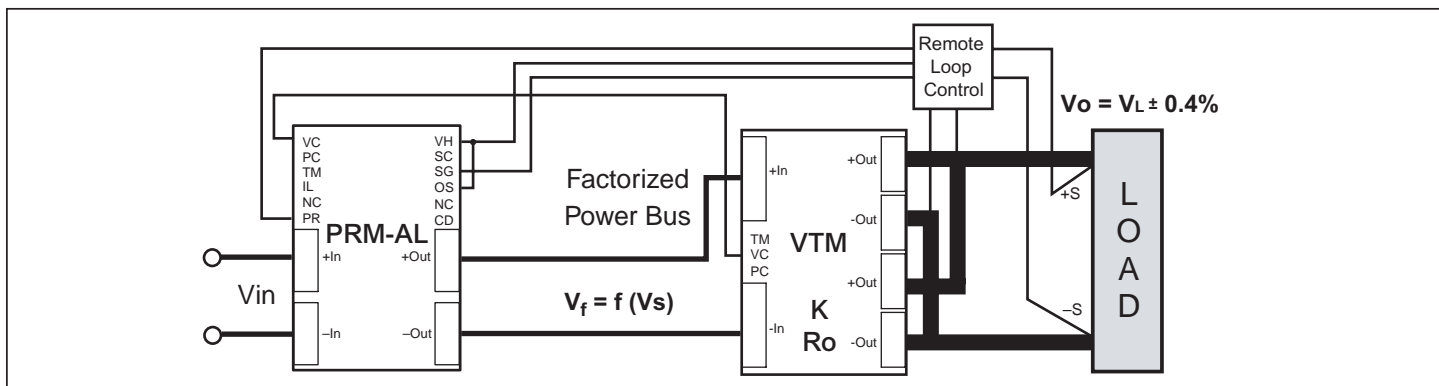 Remote
Loop
Control
Vo = VL ± 0.4%
VC
PC
TM
IL
NC
PR
VH
SC
SG
OS
NC
CD
PRM-AL
+In
+Out
–In
–Out
Vin
Factorized
Power Bus
Vf = f (Vs)
+In
TM
VC
PC
-In
VTM
K
Ro
+Out
-Out
+Out
-Out
+S
–S
L
O
A
D